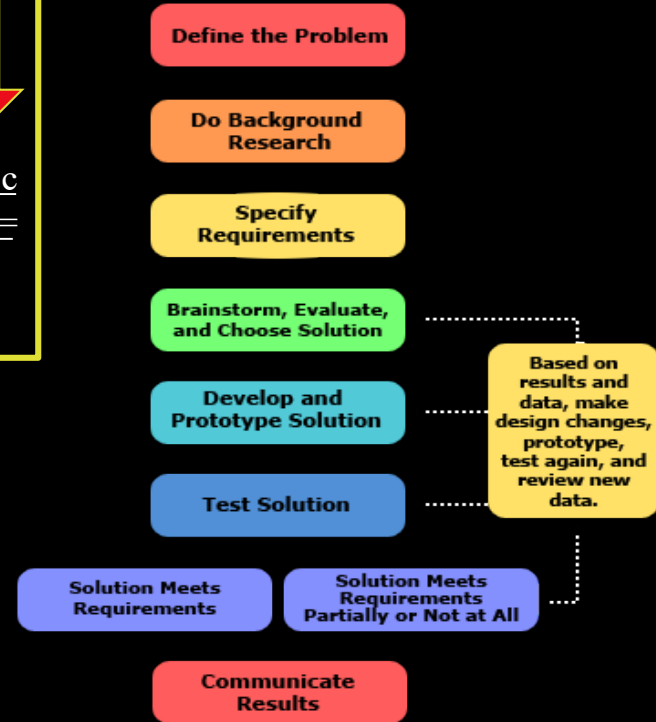 Define the Problem
Do Background
Research
c
Specify
Requirements
Brainstorm, Evaluate,
and Choose Solution
Based on
results and
data, make
design changes,
prototype,
test again, and
review new
data.
Develop and
Prototype Solution
Test Solution
Solution Meets
Requirements
Solution Meets
Requirements
Partially or Not at All
Communicate
Results